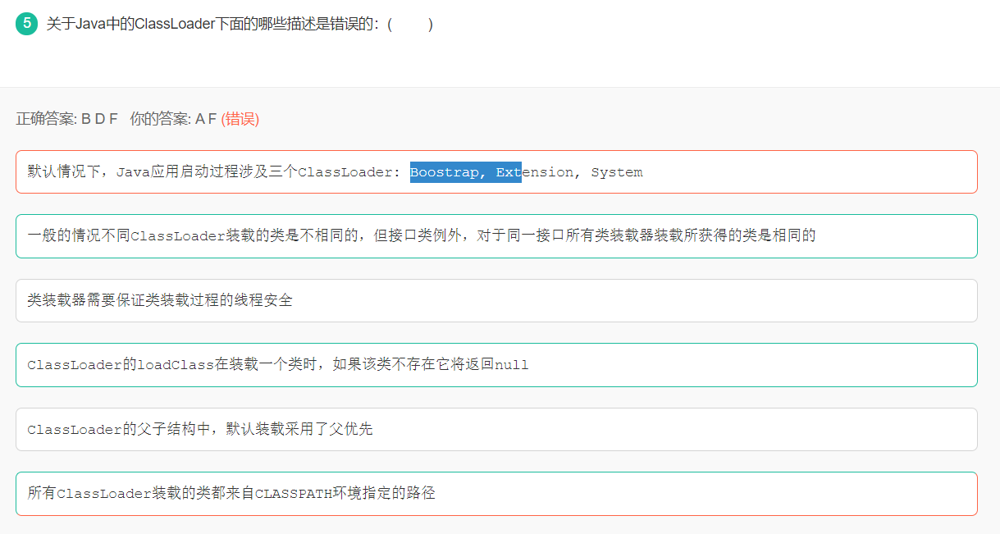 5 关于Java中的ClassLoader下面的哪些描述是错误的：( )
正确答案: B D F 你的答案: A F (错误)
默认情况下，Java应用启动过程涉及三个ClassLoader: Boostrap, Extension, System
一般的情况不同ClassLoader装载的类是不相同的，但接口类例外，对于同一接口所有类装载器装载所获得的类是相同的
类装载器需要保证类装载过程的线程安全
ClassLoader的loadClass在装载一个类时，如果该类不存在它将返回null
ClassLoader的父子结构中，默认装载采用了父优先
所有ClassLoader装载的类都来自CLASSPATH环境指定的路径